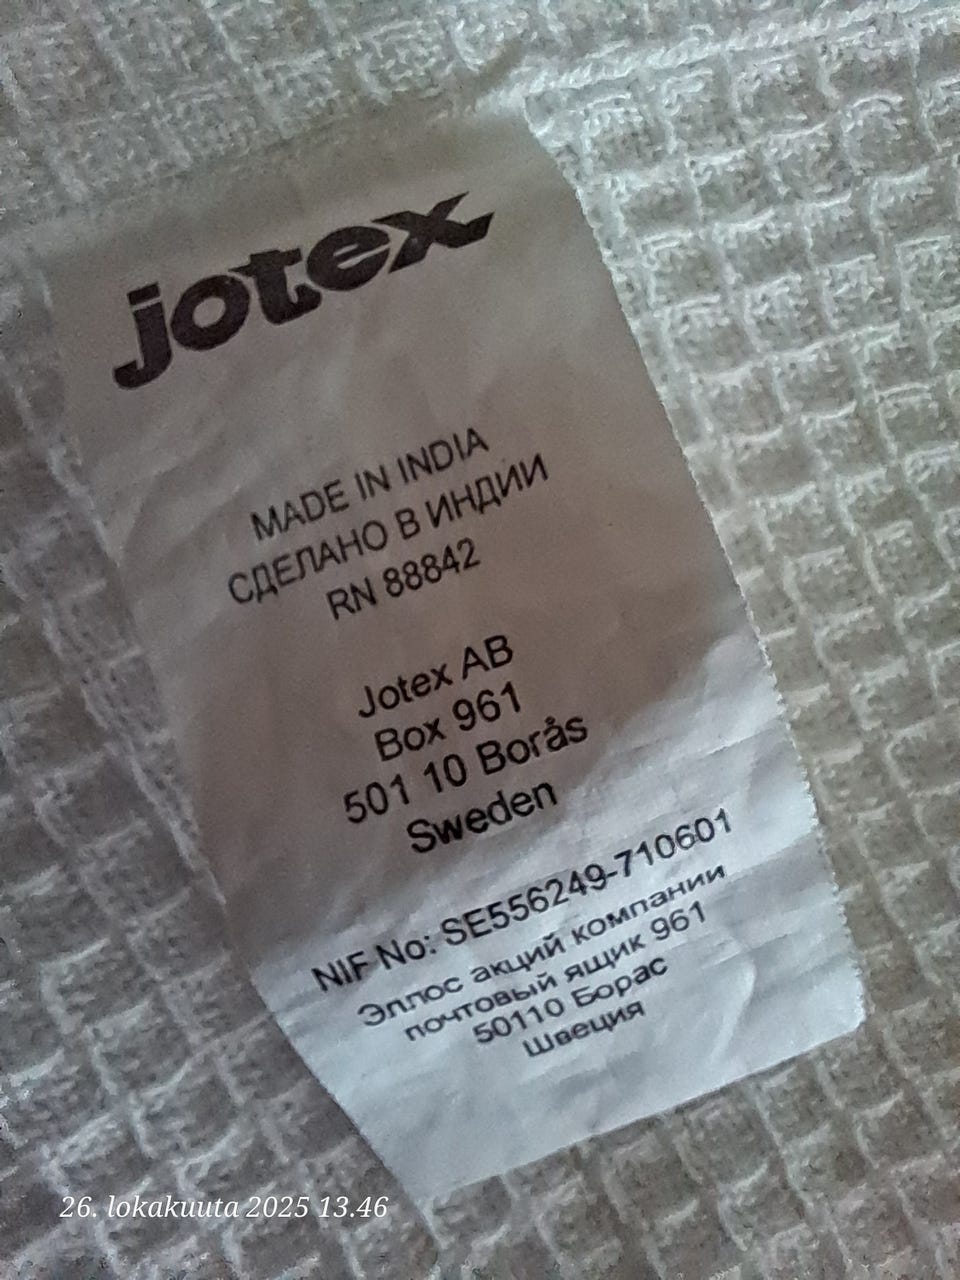 jotex
MADE IN INDIA
СДЕЛАНО В ИНДИИ
RN 88842
Jotex AB
Box 961
501 10 Borås
Sweden
NIF No: SE556249-710601
Эллос акций компании
почтовый ящик 961
50110 Борас
Швеция
26. lokakuuta 2025 13.46